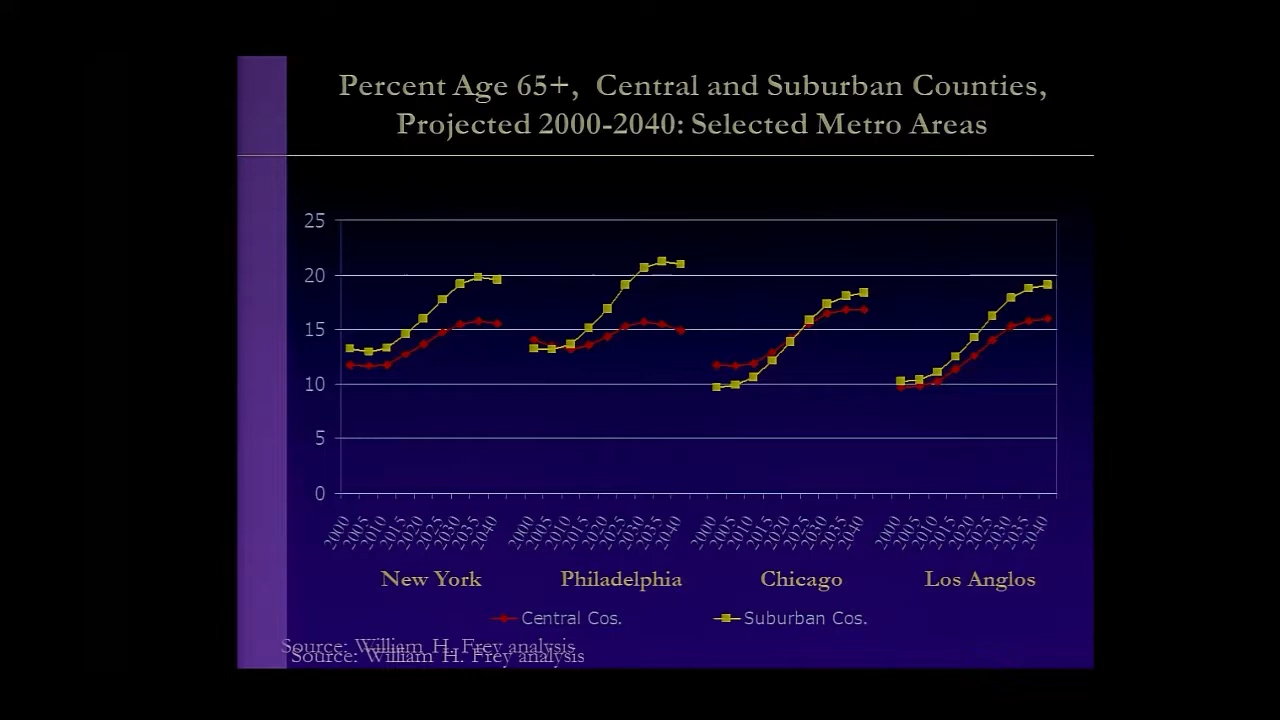 Percent Age 65+, Central and Suburban Counties,
Projected 2000-2040: Selected Metro Areas
25
20
15
10
5
0
2000 2005 2010 2015 2020 2025 2030 2035 2040 2000 2005 2010 2015 2020 2025 2030 2035 2040 2000 2005 2010 2015 2020 2025 2030 2035 2040 2000 2005 2010 2015 2020 2025 2030 2035 2040
New York Philadelphia Chicago Los Anglos
Central Cos. Suburban Cos.
Source: William H. Frey analysis
Source: William H. Frey analysis